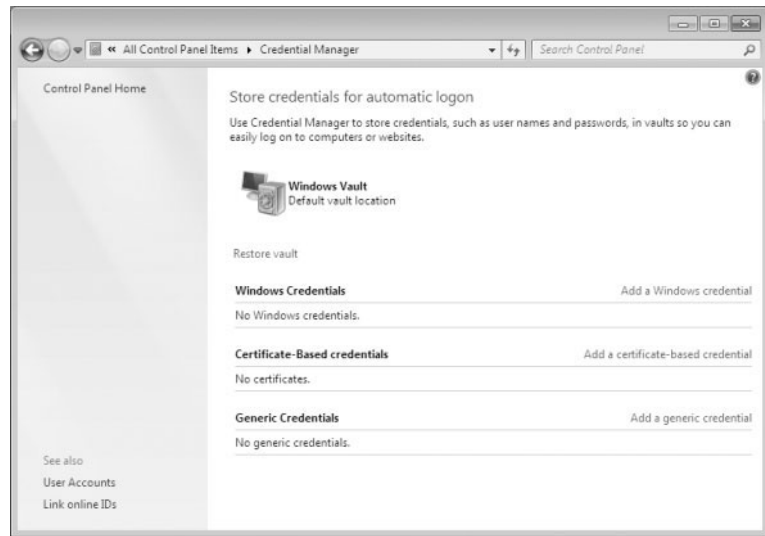 « All Control Panel Items ▸ Credential Manager
Search Control Panel
Control Panel Home
Store credentials for automatic logon
Use Credential Manager to store credentials, such as user names and passwords, in vaults so you can
easily log on to computers or websites.
Windows Vault
Default vault location
Restore vault
Windows Credentials Add a Windows credential
No Windows credentials.
Certificate-Based credentials Add a certificate-based credential
No certificates.
Generic Credentials Add a generic credential
No generic credentials.
See also
User Accounts
Link online IDs